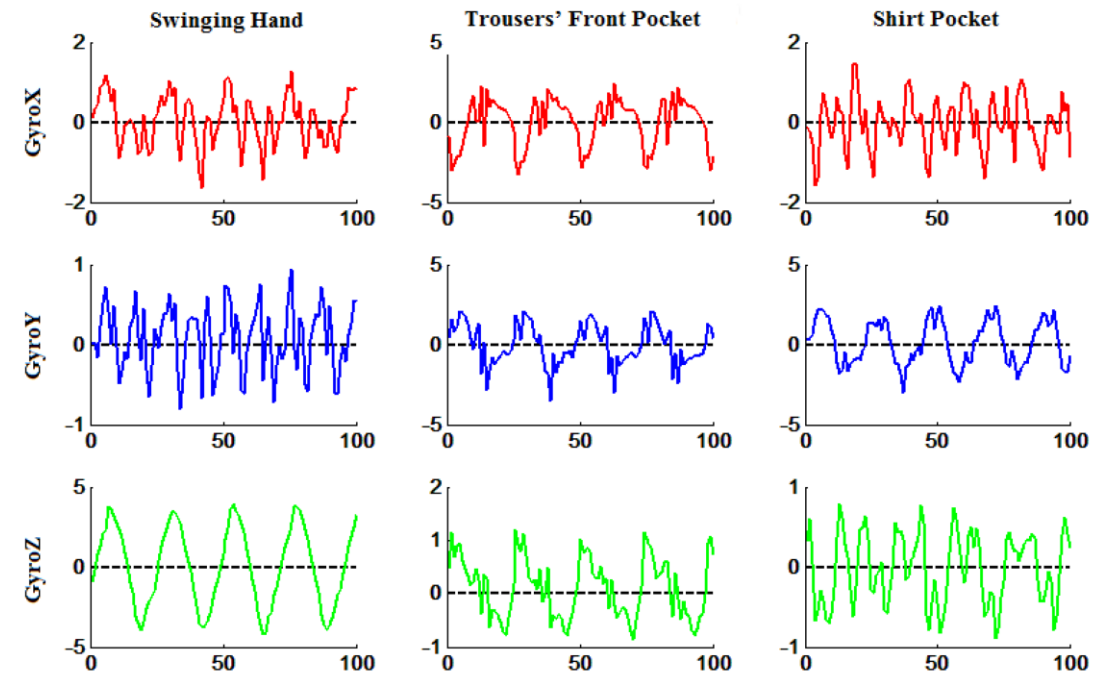 Swinging Hand Trousers’ Front Pocket Shirt Pocket
GyroX
2 5 2
0 0 0
−2 −5 −2
0 50 100 0 50 100 0 50 100
GyroY
1 5 5
0 0 0
−1 −5 −5
0 50 100 0 50 100 0 50 100
GyroZ
5 2 1
1
0 0 0
−5 −1 −1
0 50 100 0 50 100 0 50 100